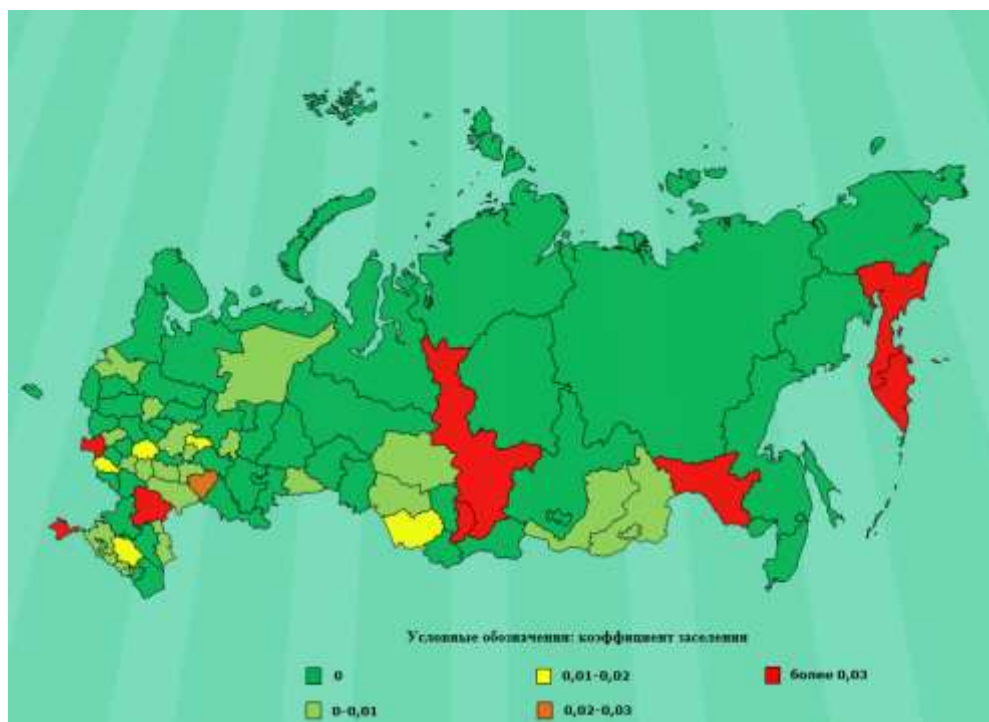 Условные обозначения: коэффициент заселения
0
0,01-0,02
более 0,03
0-0,01
0,02-0,03